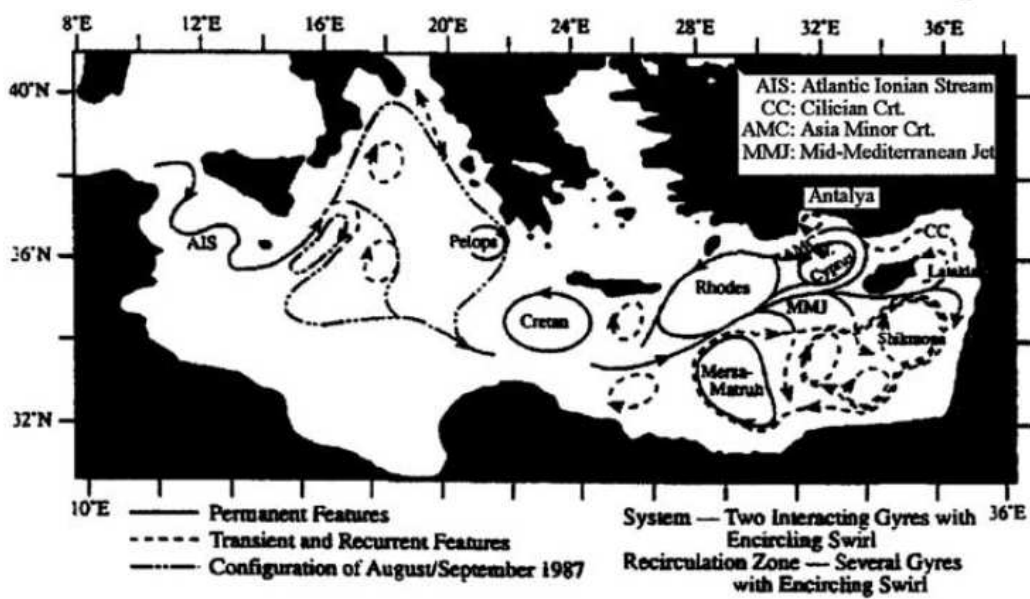 8°E 12°E 16°E 20°E 24°E 28°E 32°E 36°E
40°N
AIS: Atlantic Ionian Stream
CC: Cilician Crt.
AMC: Asia Minor Crt.
MMJ: Mid-Mediterranean Jet
Antalya
AIS
Pelops
AMC
CC
36°N
Cyprus
Latakia
Rhodes
MMJ
Cretan
Shikmona
Mersa-
Matruh
32°N
10°E 36°E
Permanent Features
Transient and Recurrent Features
Configuration of August/September 1987
System — Two Interacting Gyres with
Encircling Swirl
Recirculation Zone — Several Gyres
with Encircling Swirl